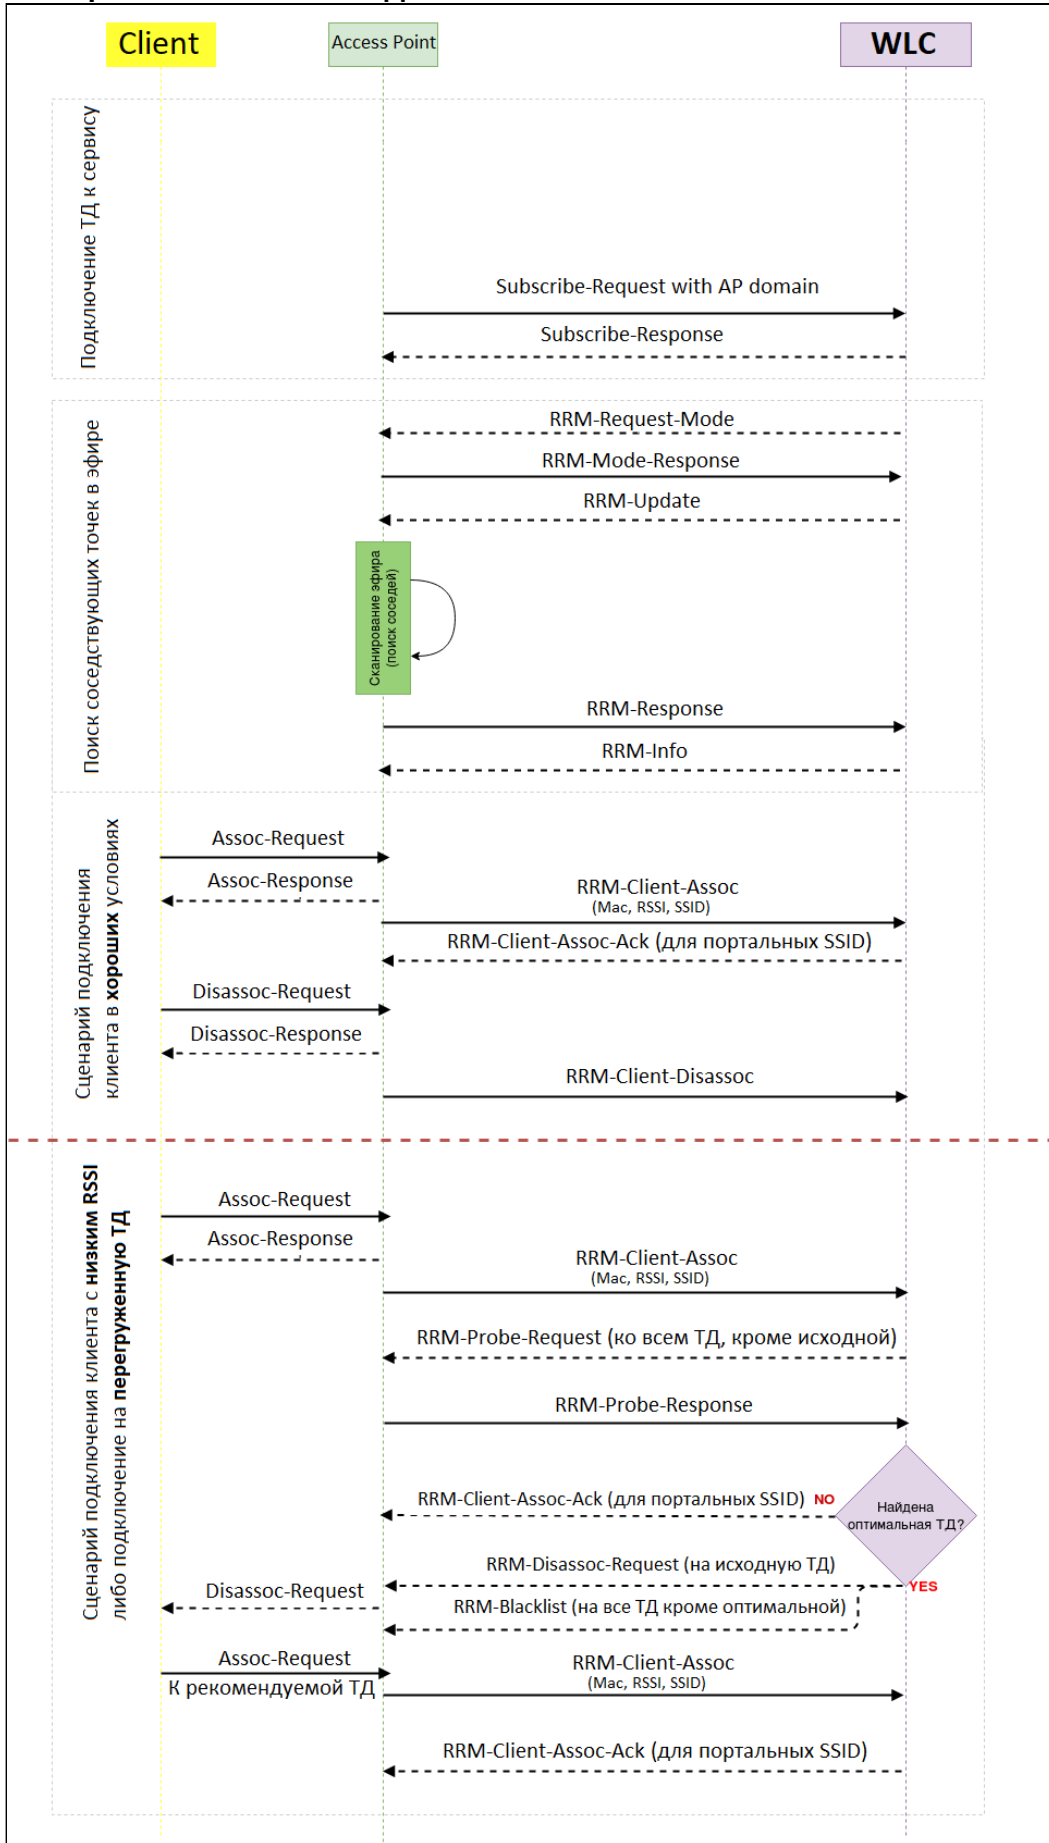 Client
Access Point
WLC
Подключение ТД к сервису
Subscribe-Request with AP domain
Subscribe-Response
Поиск соседствующих точек в эфире
RRM-Request-Mode
RRM-Mode-Response
RRM-Update
Сканирование эфира
(поиск соседей)
RRM-Response
RRM-Info
Сценарий подключения
клиента в хороших условиях
Assoc-Request
Assoc-Response
RRM-Client-Assoc
(Mac, RSSI, SSID)
RRM-Client-Assoc-Ack (для портальных SSID)
Disassoc-Request
Disassoc-Response
RRM-Client-Disassoc
Сценарий подключения клиента с низким RSSI
либо подключение на перегруженную ТД
Assoc-Request
Assoc-Response
RRM-Client-Assoc
(Mac, RSSI, SSID)
RRM-Probe-Request (ко всем ТД, кроме исходной)
RRM-Probe-Response
RRM-Client-Assoc-Ack (для портальных SSID)
NO
Найдена
оптимальная ТД?
RRM-Disassoc-Request (на исходную ТД)
YES
Disassoc-Request
RRM-Blacklist (на все ТД кроме оптимальной)
Assoc-Request
К рекомендуемой ТД
RRM-Client-Assoc
(Mac, RSSI, SSID)
RRM-Client-Assoc-Ack (для портальных SSID)